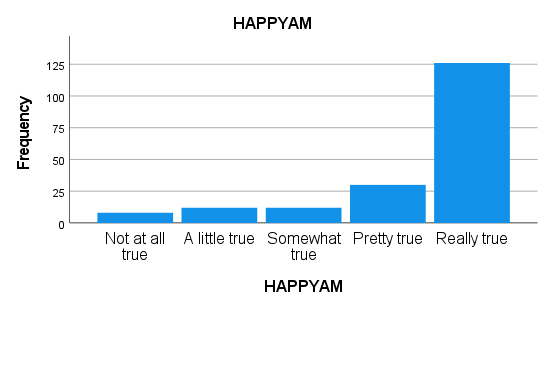 HAPPYAM
Frequency
125
100
75
50
25
0
Not at all
true
A little true
Somewhat
true
Pretty true
Really true
HAPPYAM